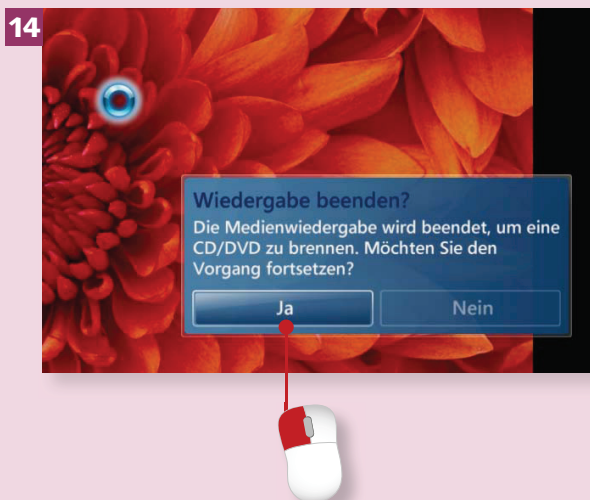 14
Wiedergabe beenden?
Die Medienwiedergabe wird beendet, um eine
CD/DVD zu brennen. Möchten Sie den
Vorgang fortsetzen?
Ja Nein